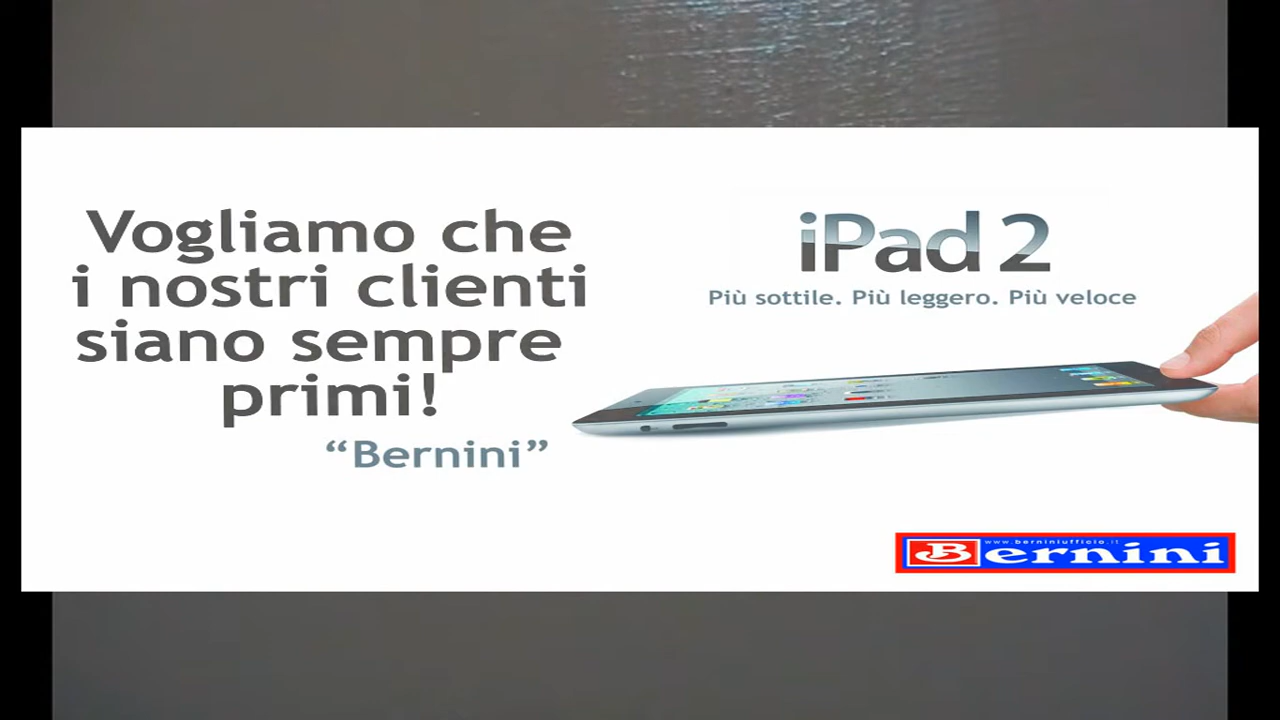 Vogliamo che
i nostri clienti
siano sempre
primi!
“Bernini”
iPad 2
Più sottile. Più leggero. Più veloce
www.berniniufficio.it
Bernini